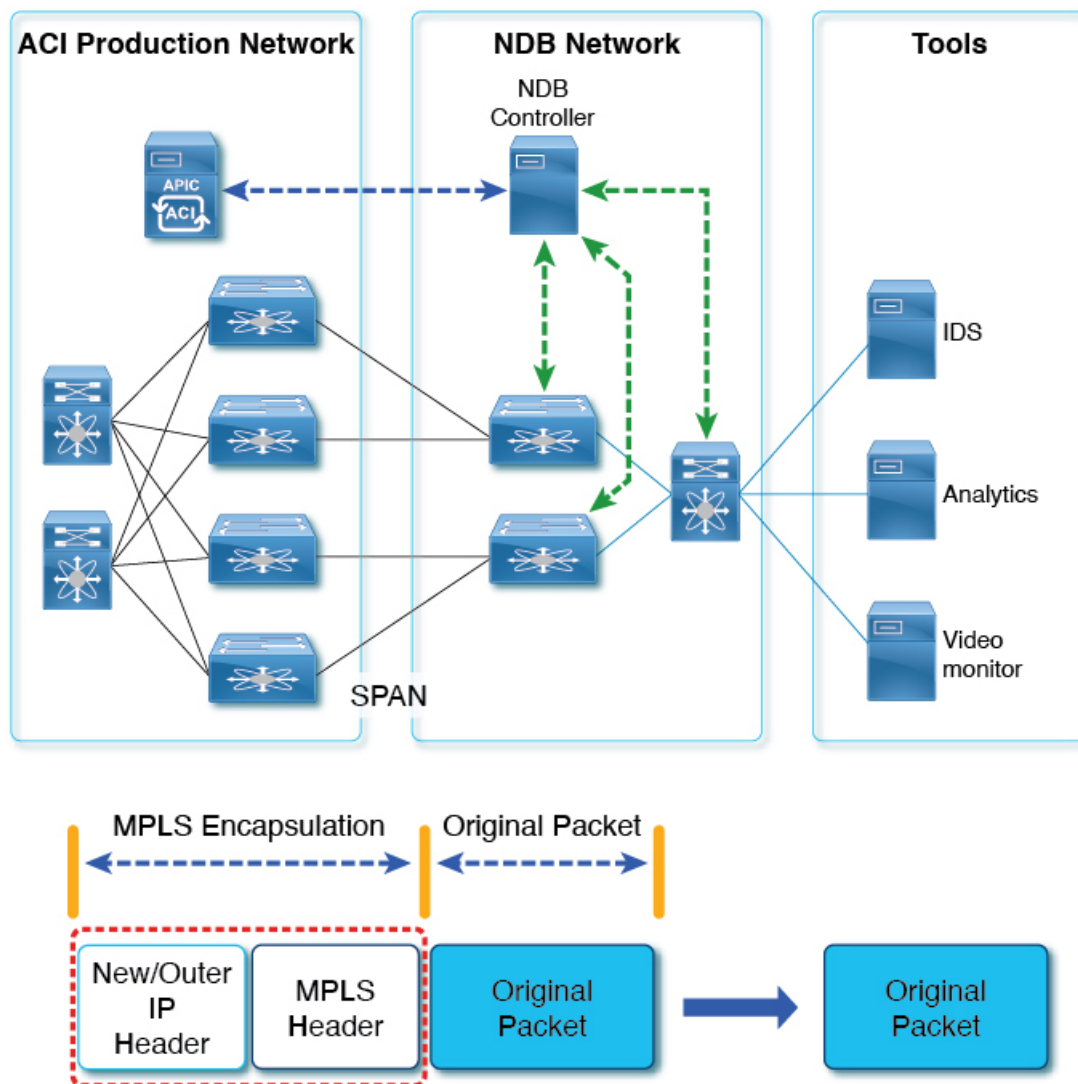 ACI Production Network
NDB Network
Tools
NDB
Controller
APIC
ACI
IDS
Analytics
Video
monitor
SPAN
MPLS Encapsulation
Original Packet
New/Outer
IP
Header
MPLS
Header
Original
Packet
Original
Packet